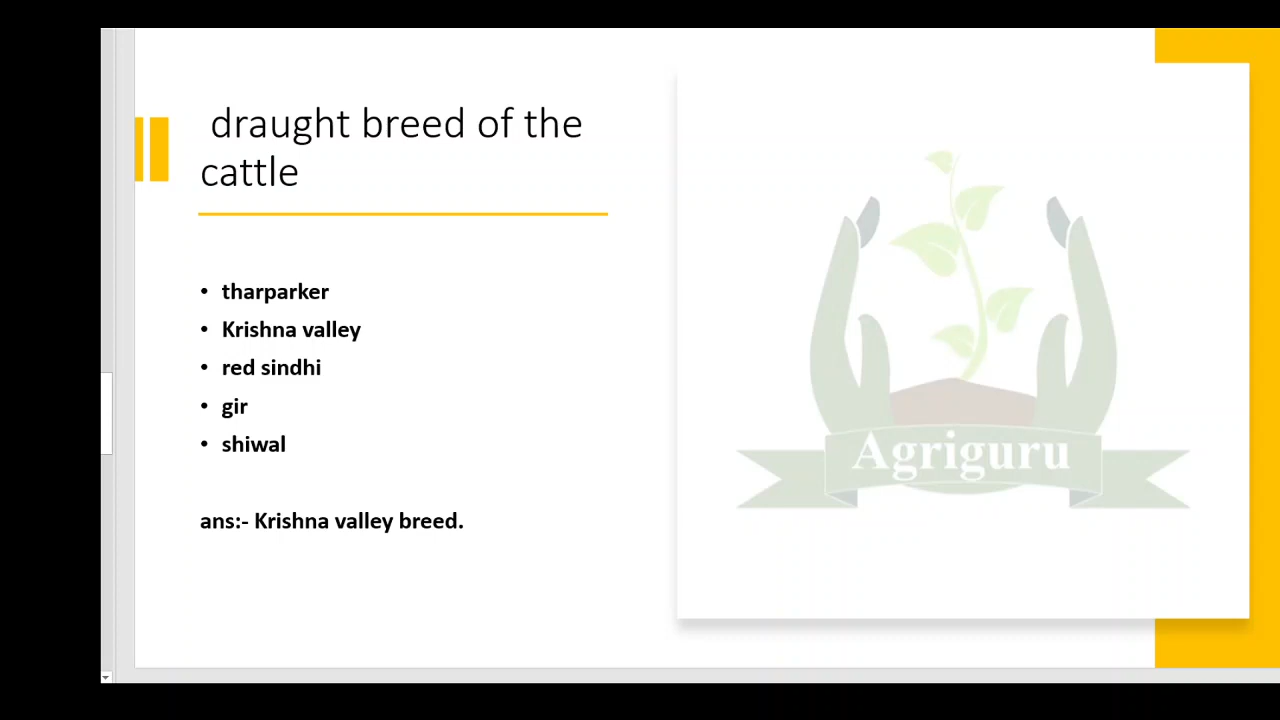 draught breed of the
cattle
• tharparker
• Krishna valley
• red sindhi
• gir
• shiwal
ans:- Krishna valley breed.
Agriguru